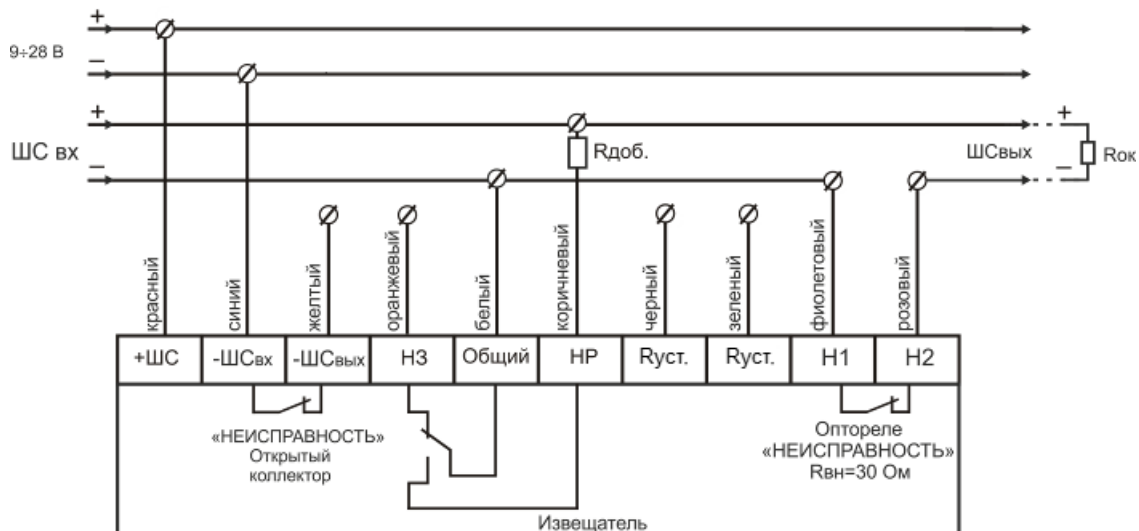 +
9÷28 В
−
+
ШС вх
−
Rдоб.
ШСвых
+
−
Rок
красный
синий
желтый
оранжевый
белый
коричневый
черный
зеленый
фиолетовый
розовый
+ШС
-ШСвх
-ШСвых
НЗ
Общий
НР
Rуст.
Rуст.
Н1
Н2
«НЕИСПРАВНОСТЬ»
Открытый
коллектор
Оптореле
«НЕИСПРАВНОСТЬ»
Rвн=30 Ом
Извещатель